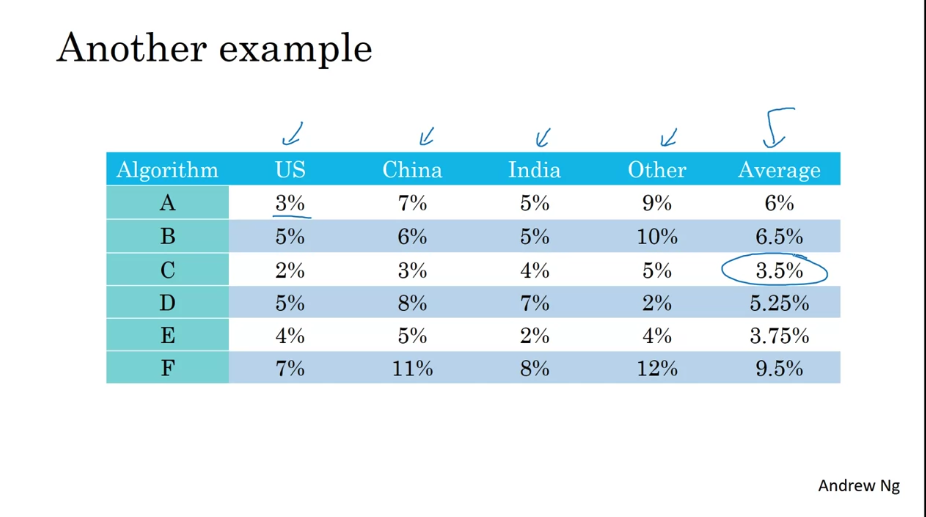 Another example
Algorithm US China India Other Average
A 3% 7% 5% 9% 6%
B 5% 6% 5% 10% 6.5%
C 2% 3% 4% 5% 3.5%
D 5% 8% 7% 2% 5.25%
E 4% 5% 2% 4% 3.75%
F 7% 11% 8% 12% 9.5%
Andrew Ng